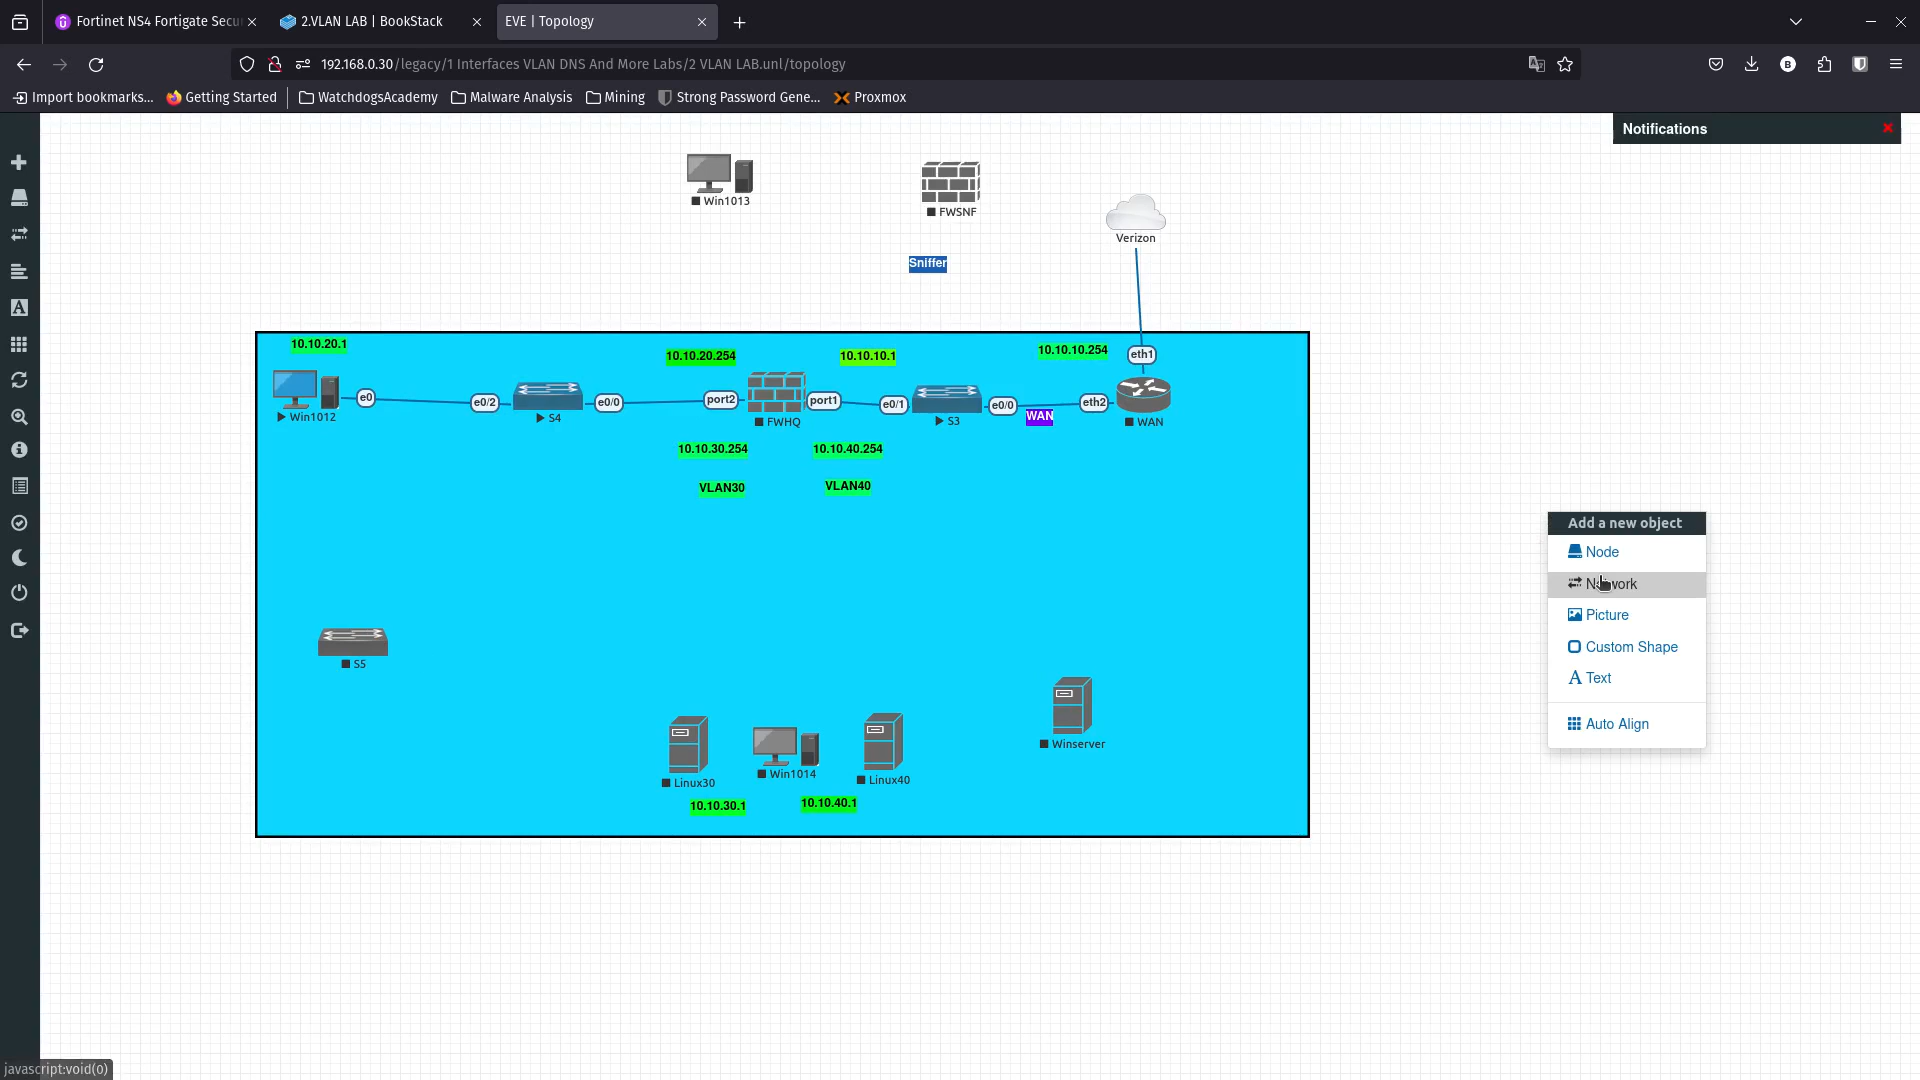 Fortinet NS4 Fortigate Secu
2.VLAN LAB | BookStack
EVE | Topology
192.168.0.30/legacy/1 Interfaces VLAN DNS And More Labs/2 VLAN LAB.unl/topology
B
Import bookmarks...
Getting Started
WatchdogsAcademy
Malware Analysis
Mining
Strong Password Gene...
Proxmox
Notifications
Win1013
FWSNF
Verizon
Sniffer
10.10.20.1
10.10.20.254
10.10.10.1
10.10.10.254
eth1
e0
e0/2
e0/0
port2
port1
e0/1
e0/0
WAN
eth2
Win1012
S4
FWHQ
S3
WAN
10.10.30.254
10.10.40.254
VLAN30
VLAN40
Add a new object
Node
Network
Picture
Custom Shape
A Text
Auto Align
S5
Winserver
Linux30
Win1014
Linux40
10.10.30.1
10.10.40.1
javascript:void(0)